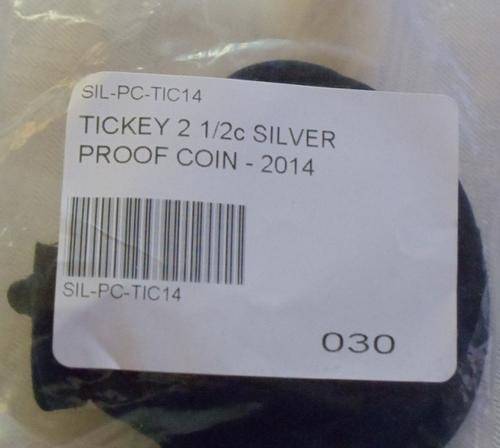 SIL-PC-TIC14
TICKEY 2 1/2c SILVER
PROOF COIN - 2014
SIL-PC-TIC14
030